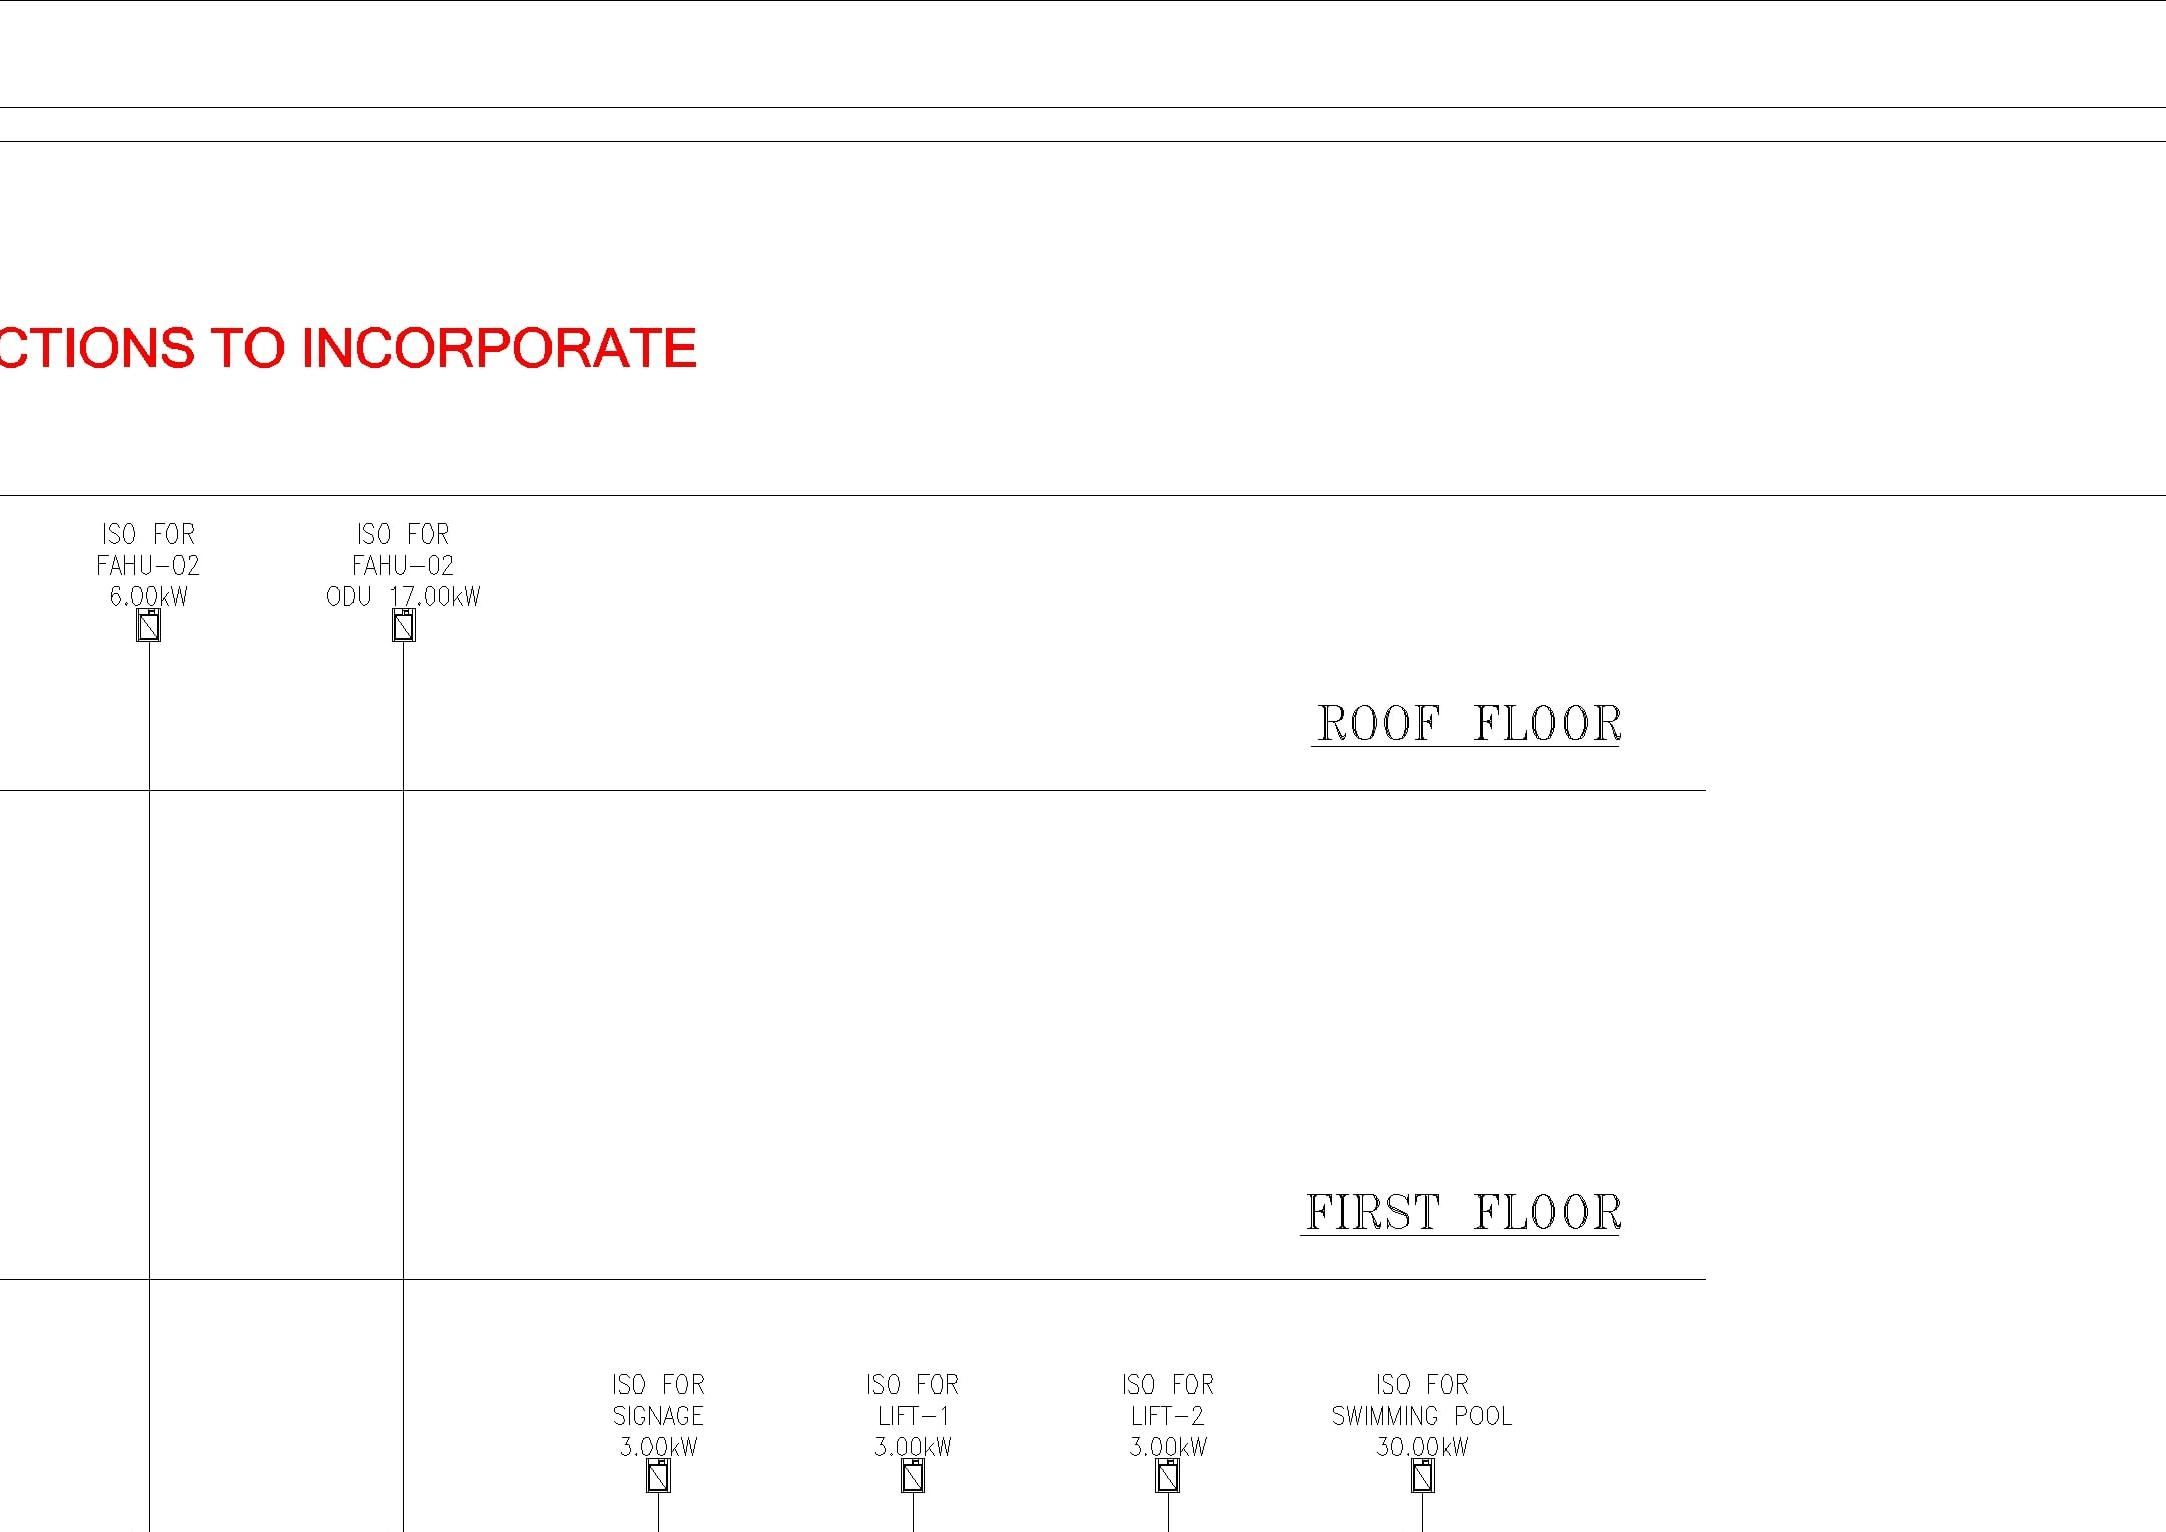 CTIONS TO INCORPORATE
ISO FOR
FAHU-02
6.00kW
ISO FOR
FAHU-02
ODU 17.00kW
ROOF FLOOR
FIRST FLOOR
ISO FOR
SIGNAGE
3.00kW
ISO FOR
LIFT-1
3.00kW
ISO FOR
LIFT-2
3.00kW
ISO FOR
SWIMMING POOL
30.00kW